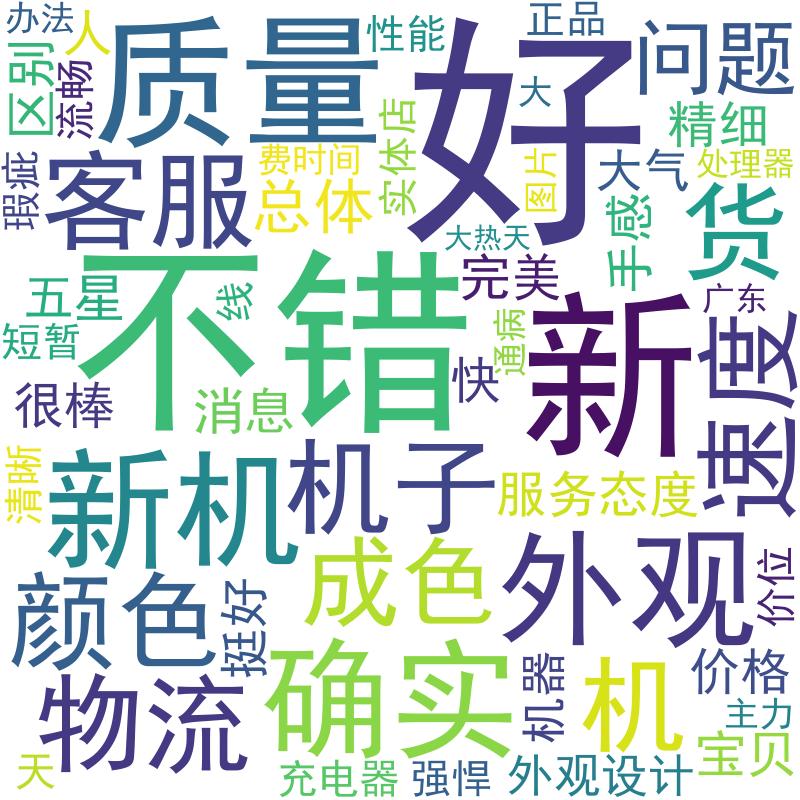 办法
人
质量
性能
好
正品
问题
区别
流畅
实体店
大
精细
瑕疵
客服
费时间
总体
图片
大气
处理器
手感
货
大热天
不错
完美
五星
线
新
广东
短暂
通病
速度
很棒
消息
快
清晰
新机
机子
服务态度
颜色
挺好
成色
外观
价位
物流
确实
机器
机
价格
主力
宝贝
天
充电器
强悍
外观设计